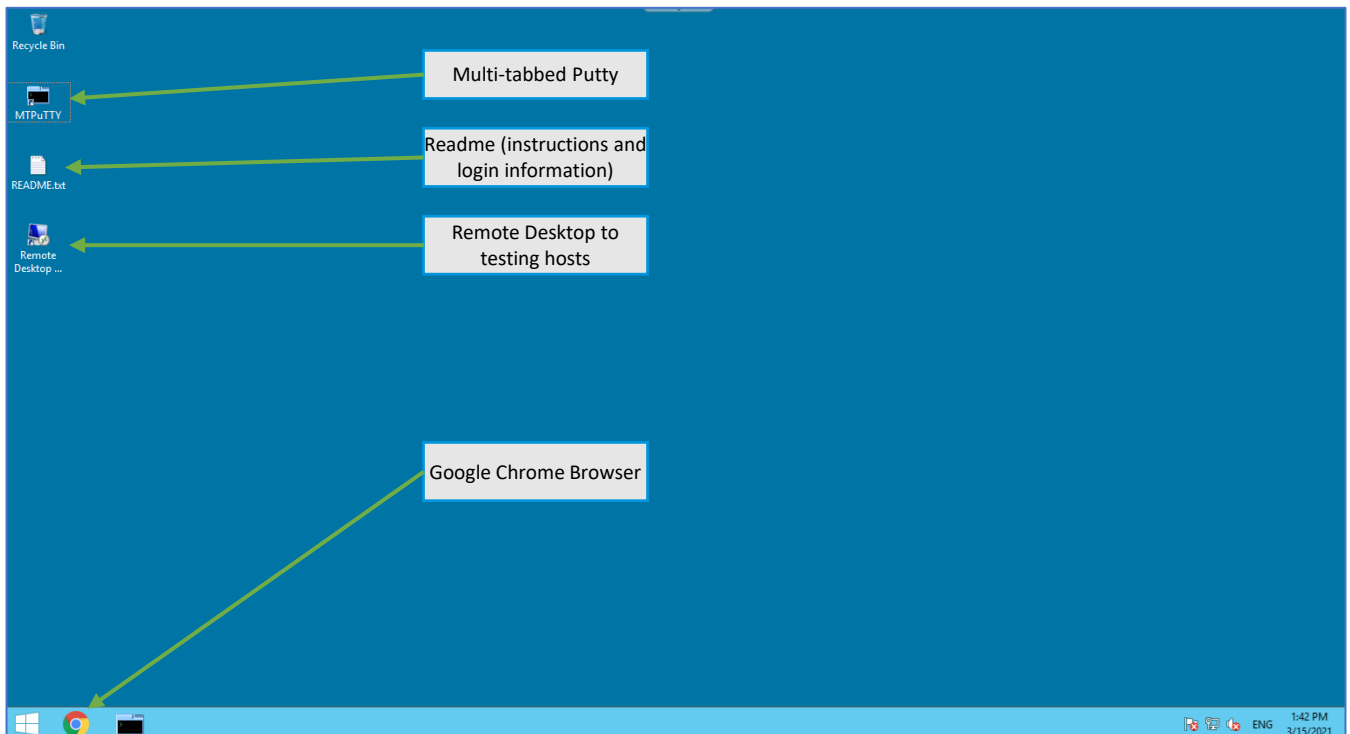 Recycle Bin
MTPuTTY
README.txt
Remote
Desktop ...
Multi-tabbed Putty
Readme (instructions and
login information)
Remote Desktop to
testing hosts
Google Chrome Browser
ENG
1:42 PM
3/15/2021